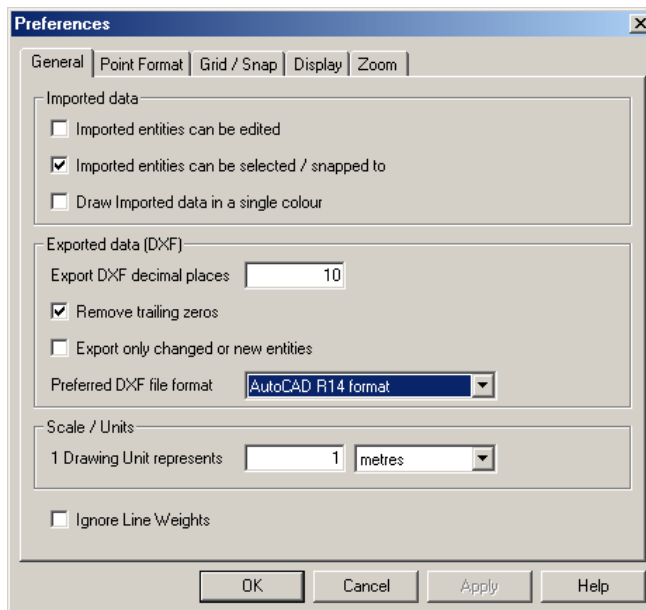 Preferences
General Point Format Grid / Snap Display Zoom
Imported data
Imported entities can be edited
Imported entities can be selected / snapped to
Draw Imported data in a single colour
Exported data (DXF)
Export DXF decimal places 10
Remove trailing zeros
Export only changed or new entities
Preferred DXF file format AutoCAD R14 format
Scale / Units
1 Drawing Unit represents 1 metres
Ignore Line Weights
OK Cancel Apply Help